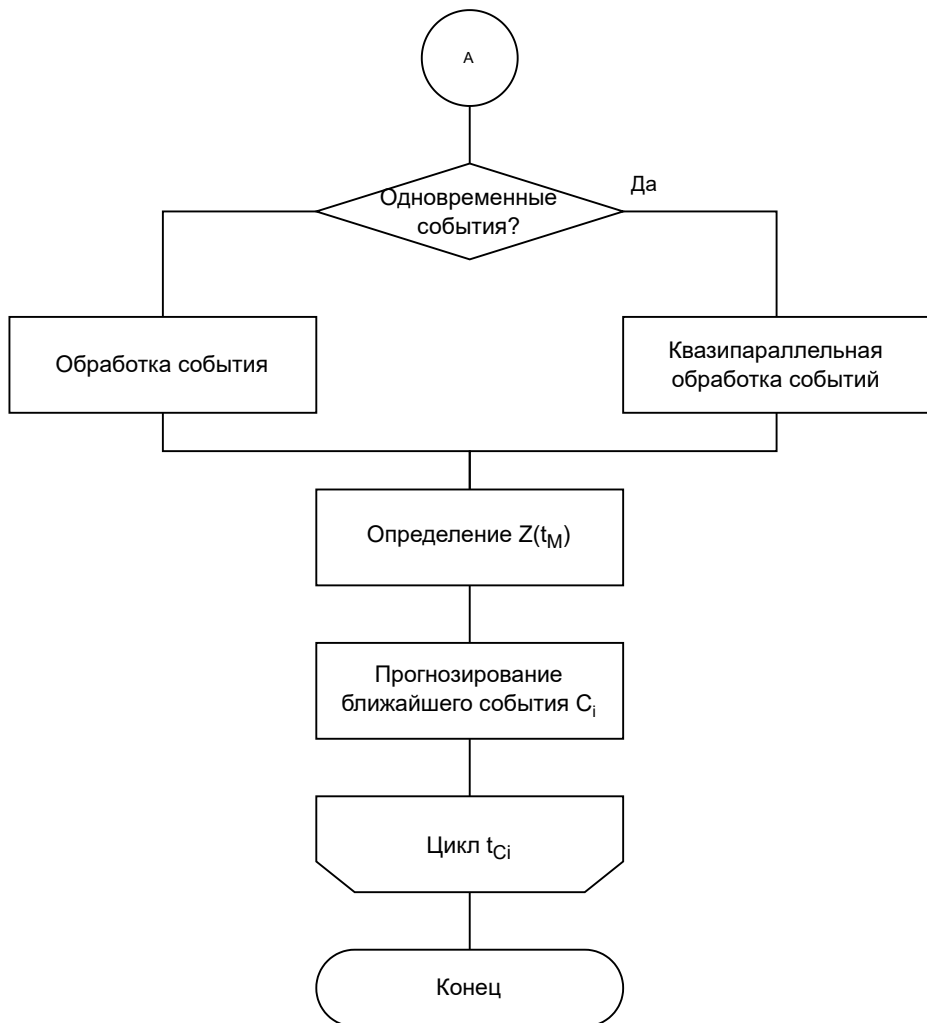 A
Одновременные
события?
Да
Обработка события
Квазипараллельная
обработка событий
Определение Z(tM)
Прогнозирование
ближайшего события Ci
Цикл tCi
Конец